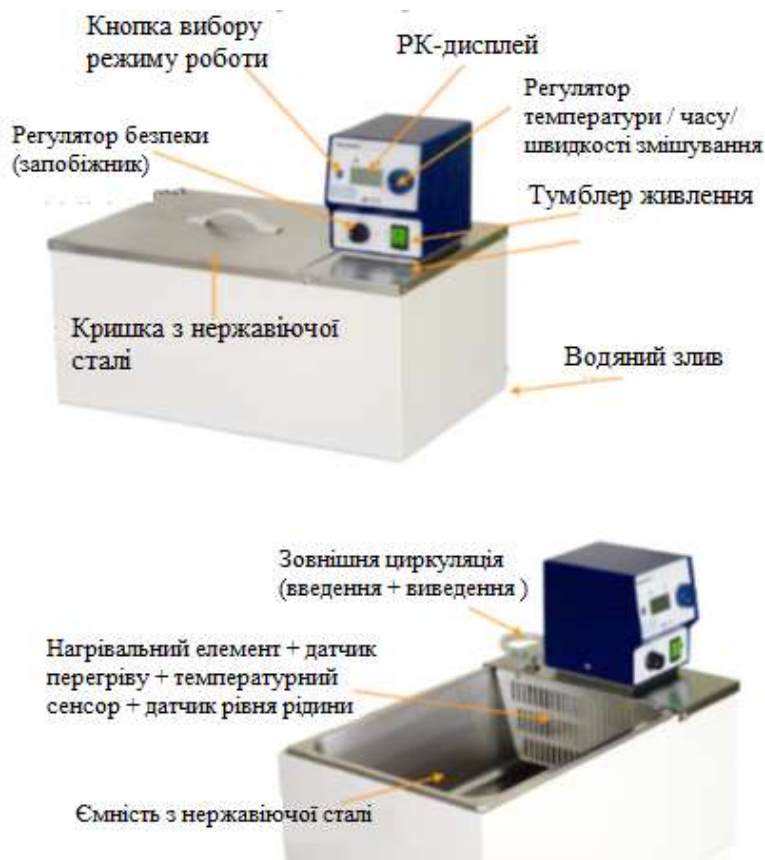 Кнопка вибору
режиму роботи
РК-дисплей
Регулятор
температури / часу/
швидкості змішування
Регулятор безпеки
(запобіжник)
Тумблер живлення
Кришка з нержавіючої
сталі
Водяний злив
Зовнішня циркуляція
(введення + виведення )
Нагрівальний елемент + датчик
перегріву + температурний
сенсор + датчик рівня рідини
Ємність з нержавіючої сталі